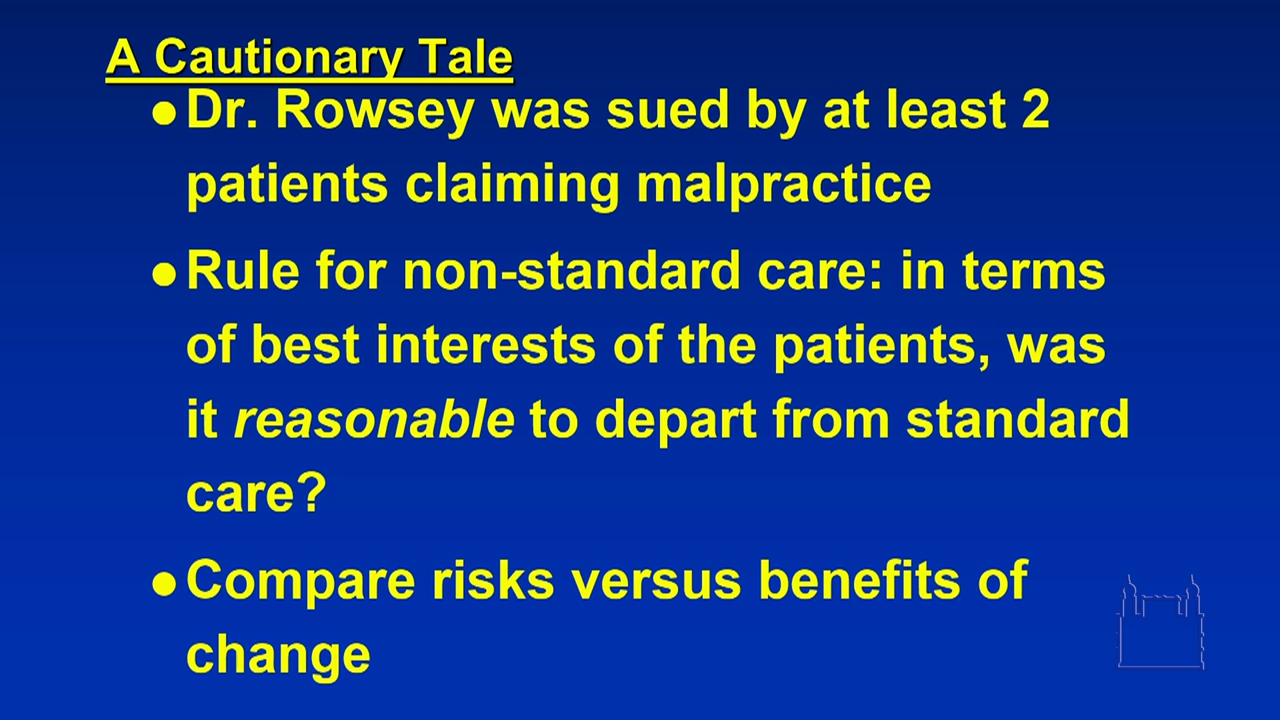 A Cautionary Tale
● Dr. Rowsey was sued by at least 2
patients claiming malpractice
● Rule for non-standard care: in terms
of best interests of the patients, was
it reasonable to depart from standard
care?
● Compare risks versus benefits of
change